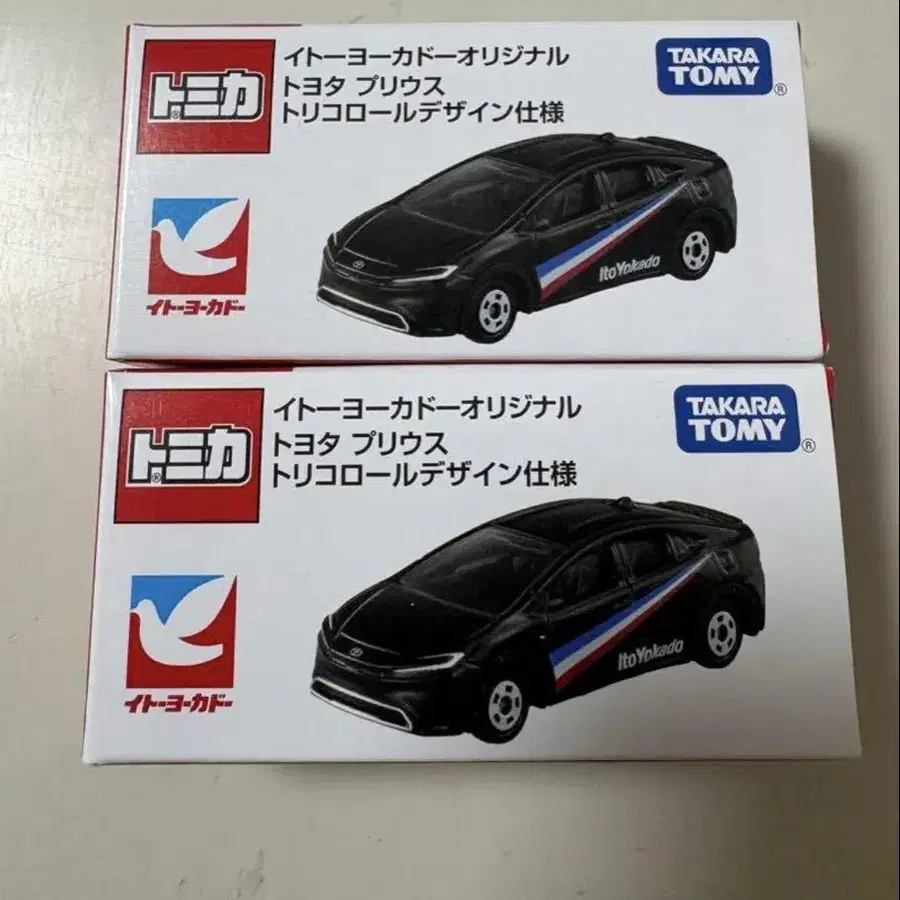 トミカ
®
イトーヨーカドーオリジナル
トヨタ プリウス
トリコロールデザイン仕様
TAKARA
TOMY
®
イトーヨーカドー
ItoYokado
トミカ
®
イトーヨーカドーオリジナル
トヨタ プリウス
トリコロールデザイン仕様
TAKARA
TOMY
®
イトーヨーカドー
ItoYokado